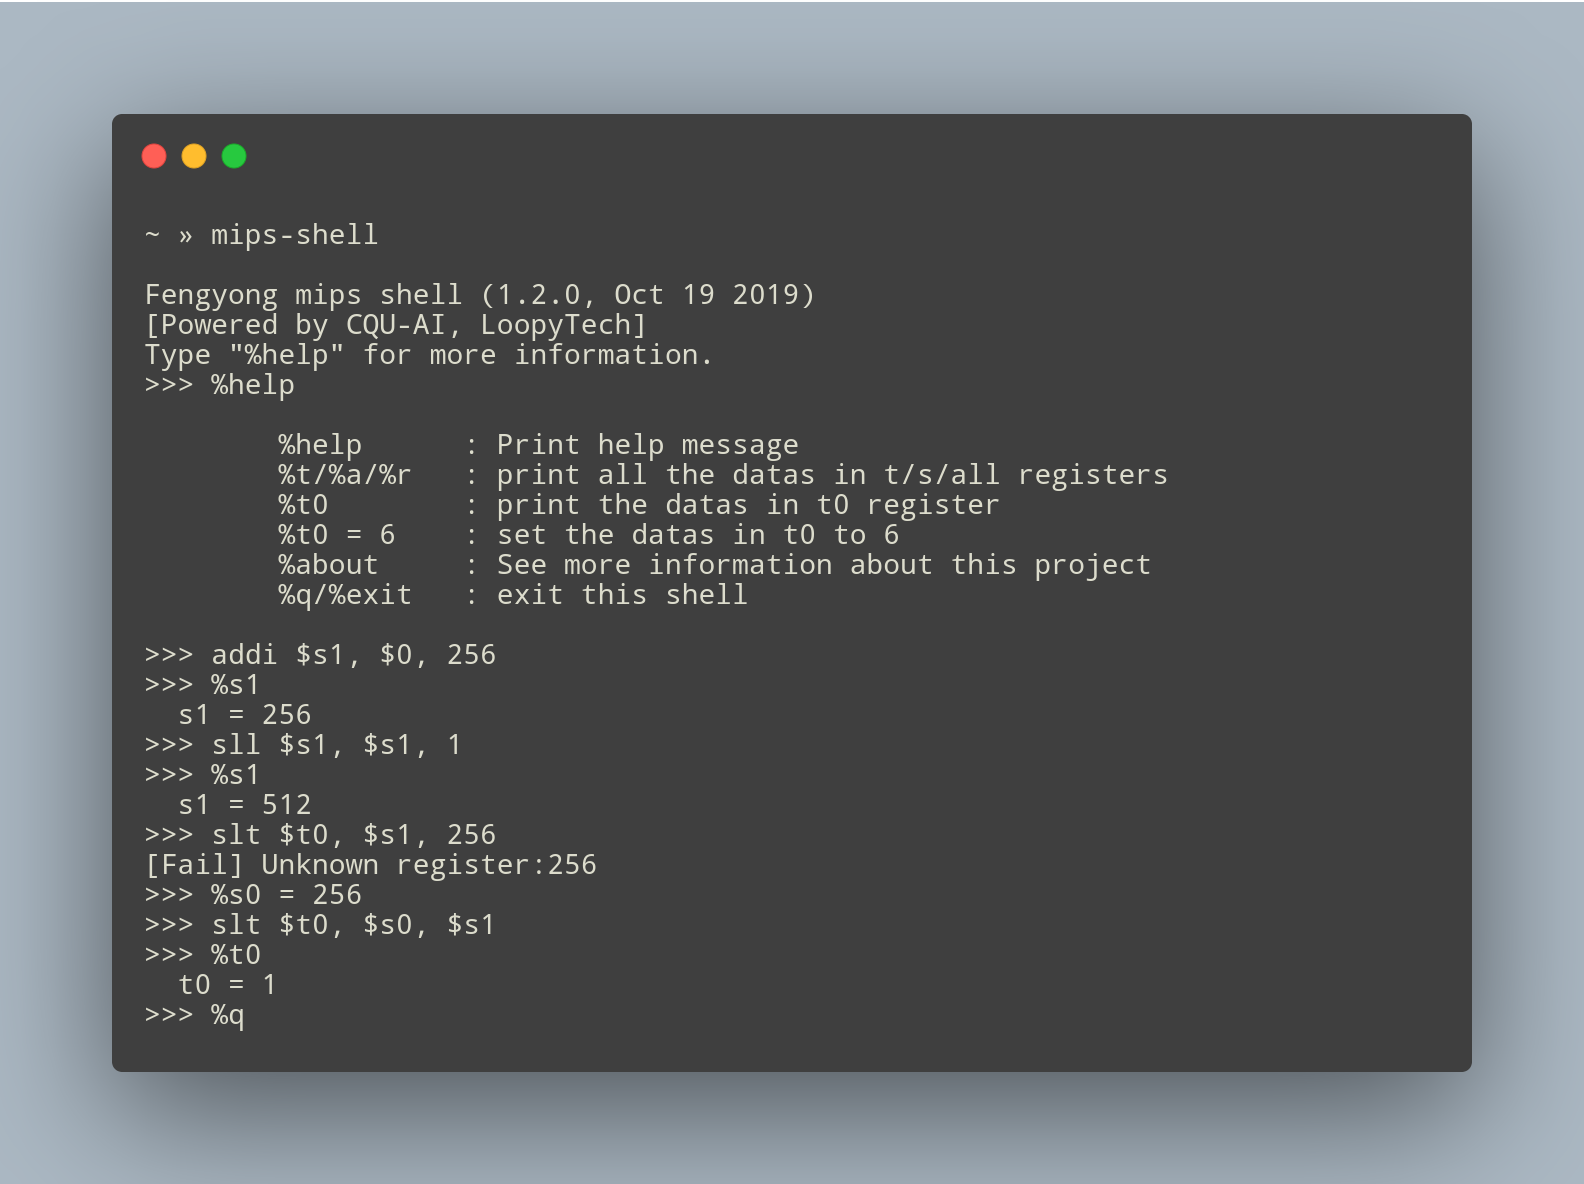 ~ » mips-shell
Fengyong mips shell (1.2.0, Oct 19 2019)
[Powered by CQU-AI, LoopyTech]
Type "%help" for more information.
>>> %help
%help      : Print help message
%t/%a/%r   : print all the datas in t/s/all registers
%t0        : print the datas in t0 register
%t0 = 6    : set the datas in t0 to 6
%about     : See more information about this project
%q/%exit   : exit this shell
>>> addi $s1, $0, 256
>>> %s1
  s1 = 256
>>> sll $s1, $s1, 1
>>> %s1
  s1 = 512
>>> slt $t0, $s1, 256
[Fail] Unknown register:256
>>> %s0 = 256
>>> slt $t0, $s0, $s1
>>> %t0
  t0 = 1
>>> %q